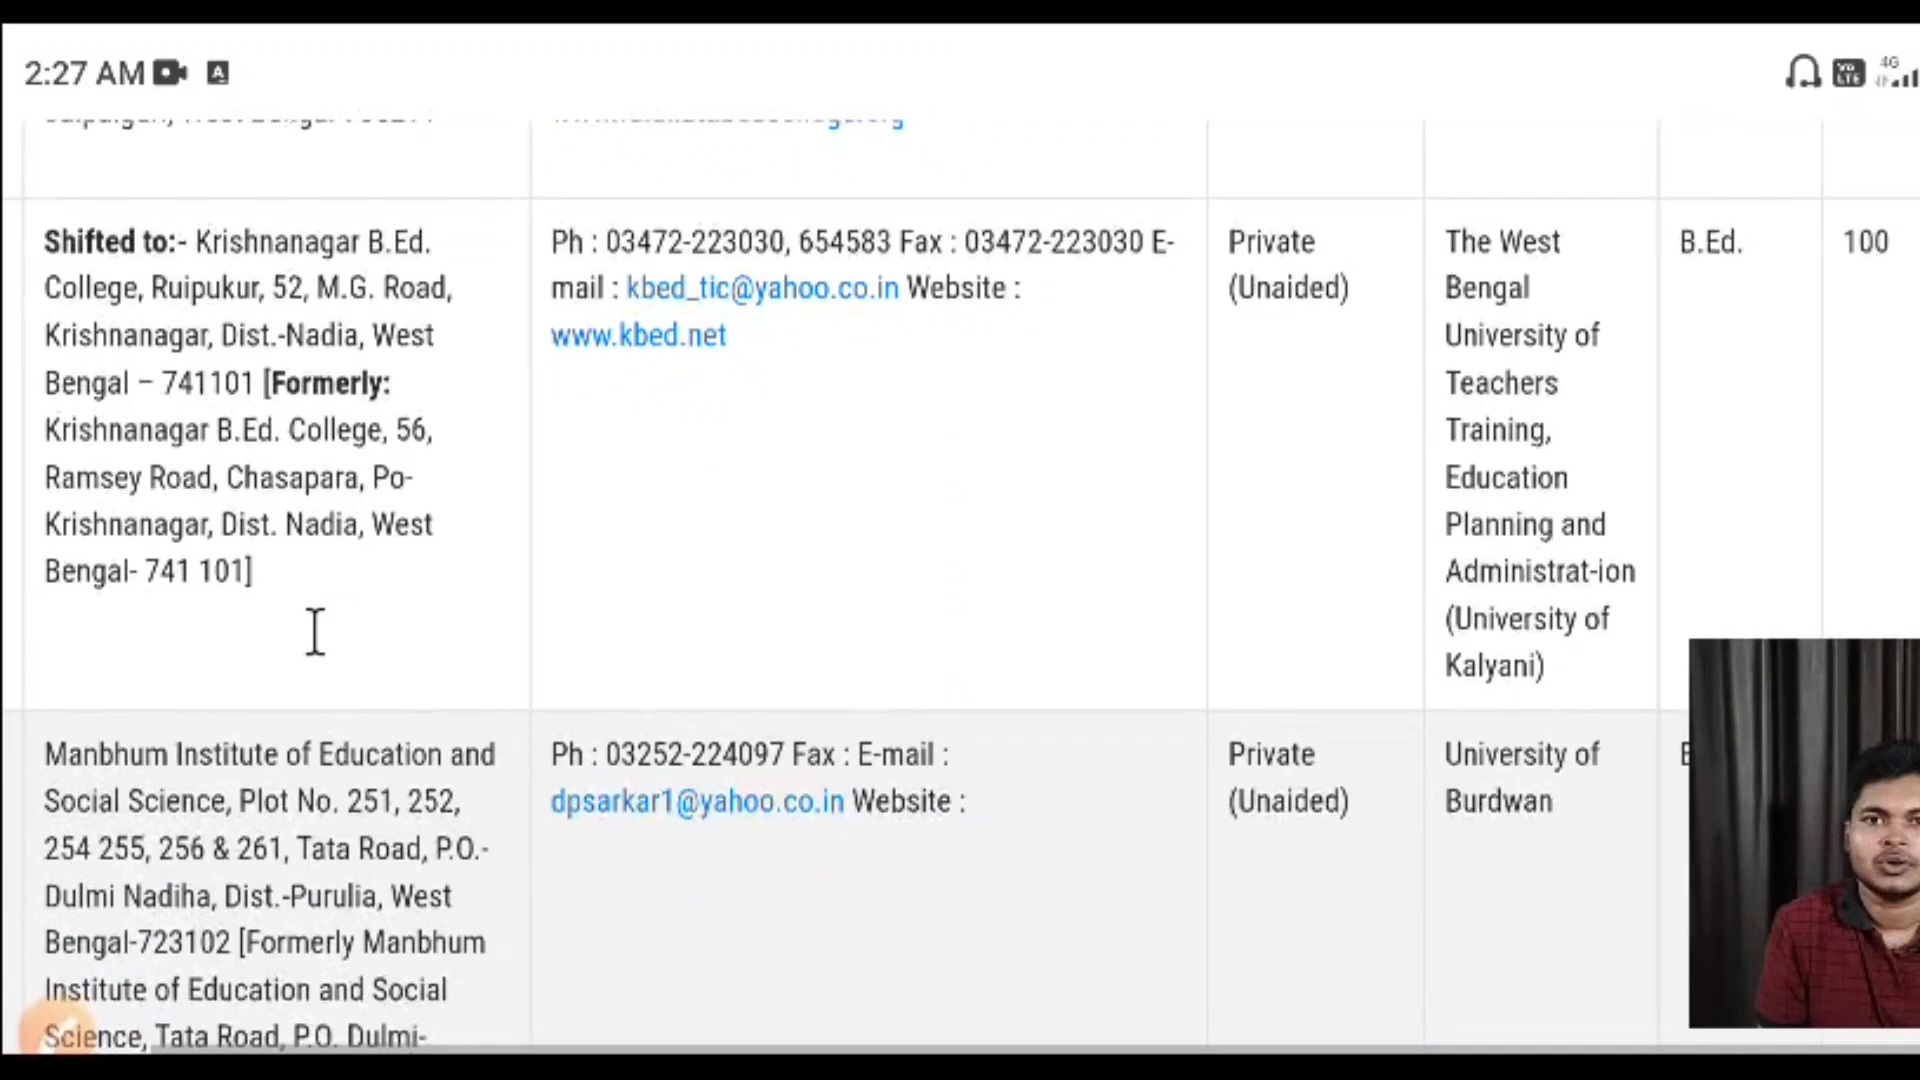 2:27 AM
4G
Shifted to:- Krishnanagar B.Ed.
College, Ruipukur, 52, M.G. Road,
Krishnanagar, Dist.-Nadia, West
Bengal – 741101 [Formerly:
Krishnanagar B.Ed. College, 56,
Ramsey Road, Chasapara, Po-
Krishnanagar, Dist. Nadia, West
Bengal- 741 101]
Ph : 03472-223030, 654583 Fax : 03472-223030 E-
mail : kbed_tic@yahoo.co.in Website :
www.kbed.net
Private
(Unaided)
The West
Bengal
University of
Teachers
Training,
Education
Planning and
Administrat-ion
(University of
Kalyani)
B.Ed.
100
Manbhum Institute of Education and
Social Science, Plot No. 251, 252,
254 255, 256 & 261, Tata Road, P.O.-
Dulmi Nadiha, Dist.-Purulia, West
Bengal-723102 [Formerly Manbhum
Institute of Education and Social
Science, Tata Road, P.O. Dulmi-
Ph : 03252-224097 Fax : E-mail :
dpsarkar1@yahoo.co.in Website :
Private
(Unaided)
University of
Burdwan